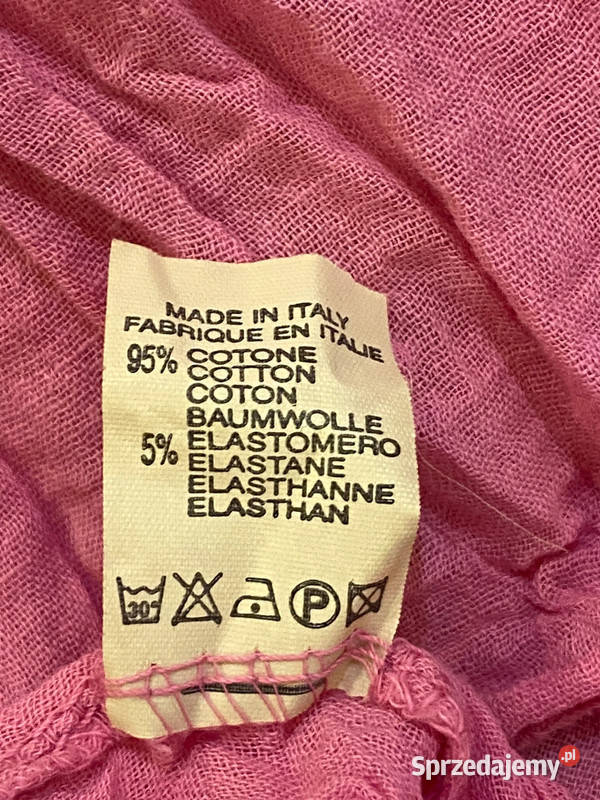 MADE IN ITALY
FABRIQUE EN ITALIE
95% COTONE
COTTON
COTON
BAUMWOLLE
5% ELASTOMERO
ELASTANE
ELASTHANNE
ELASTHAN
30° P
Sprzedajemy.pl